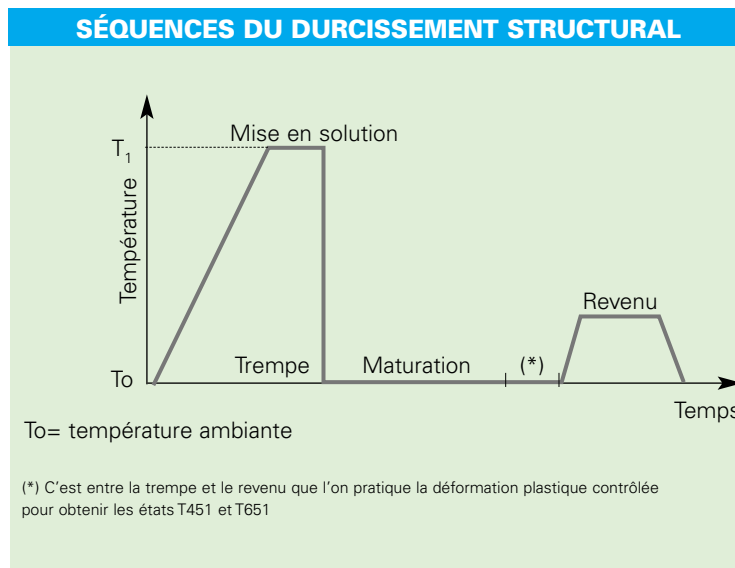 SÉQUENCES DU DURCISSEMENT STRUCTURAL
Mise en solution
T1
Température
Revenu
To
Trempe
Maturation
(*)
Temps
To= température ambiante
(*) C'est entre la trempe et le revenu que l'on pratique la déformation plastique contrôlée
pour obtenir les états T451 et T651